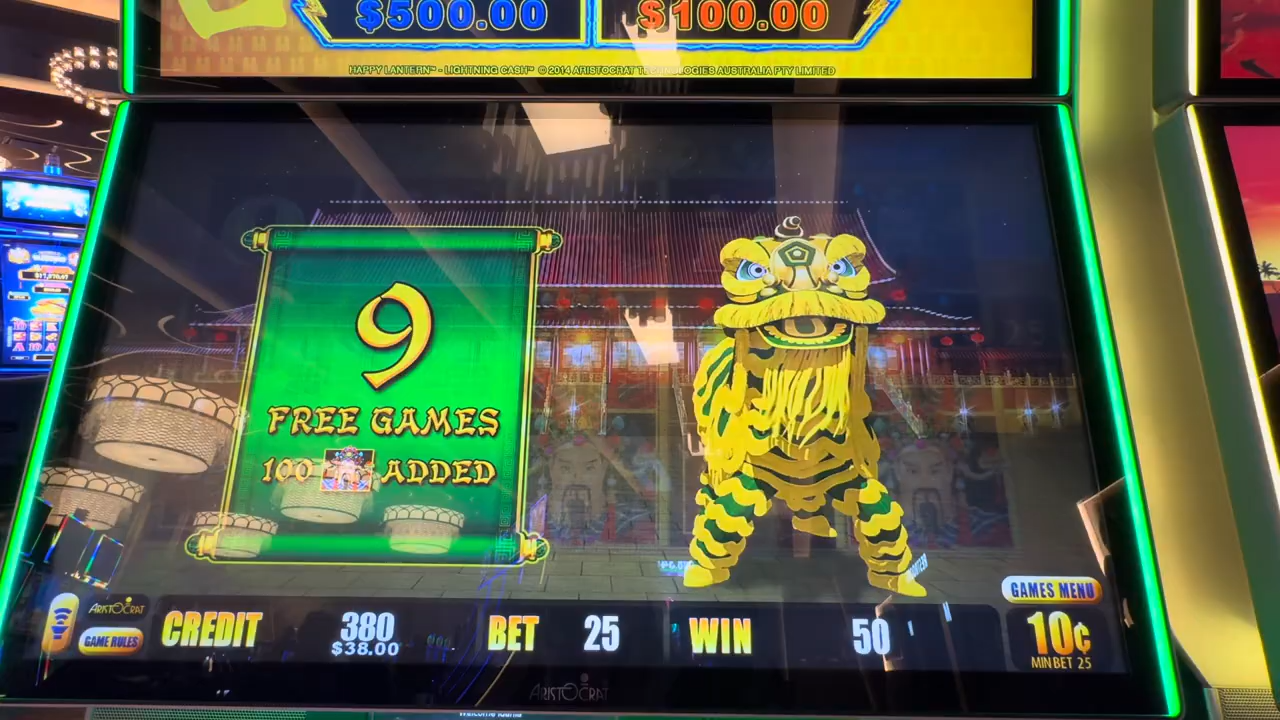 $500.00 $100.00
HAPPY LANTERN™ - LIGHTNING CASH™ © 2014 ARISTOCRAT TECHNOLOGIES AUSTRALIA PTY LIMITED
9
FREE GAMES
100 ADDED
GAMES MENU
ARISTOCRAT
GAME RULES
CREDIT 380 BET 25 WIN 50 10¢
$38.00
MIN BET 25
ARISTOCRAT